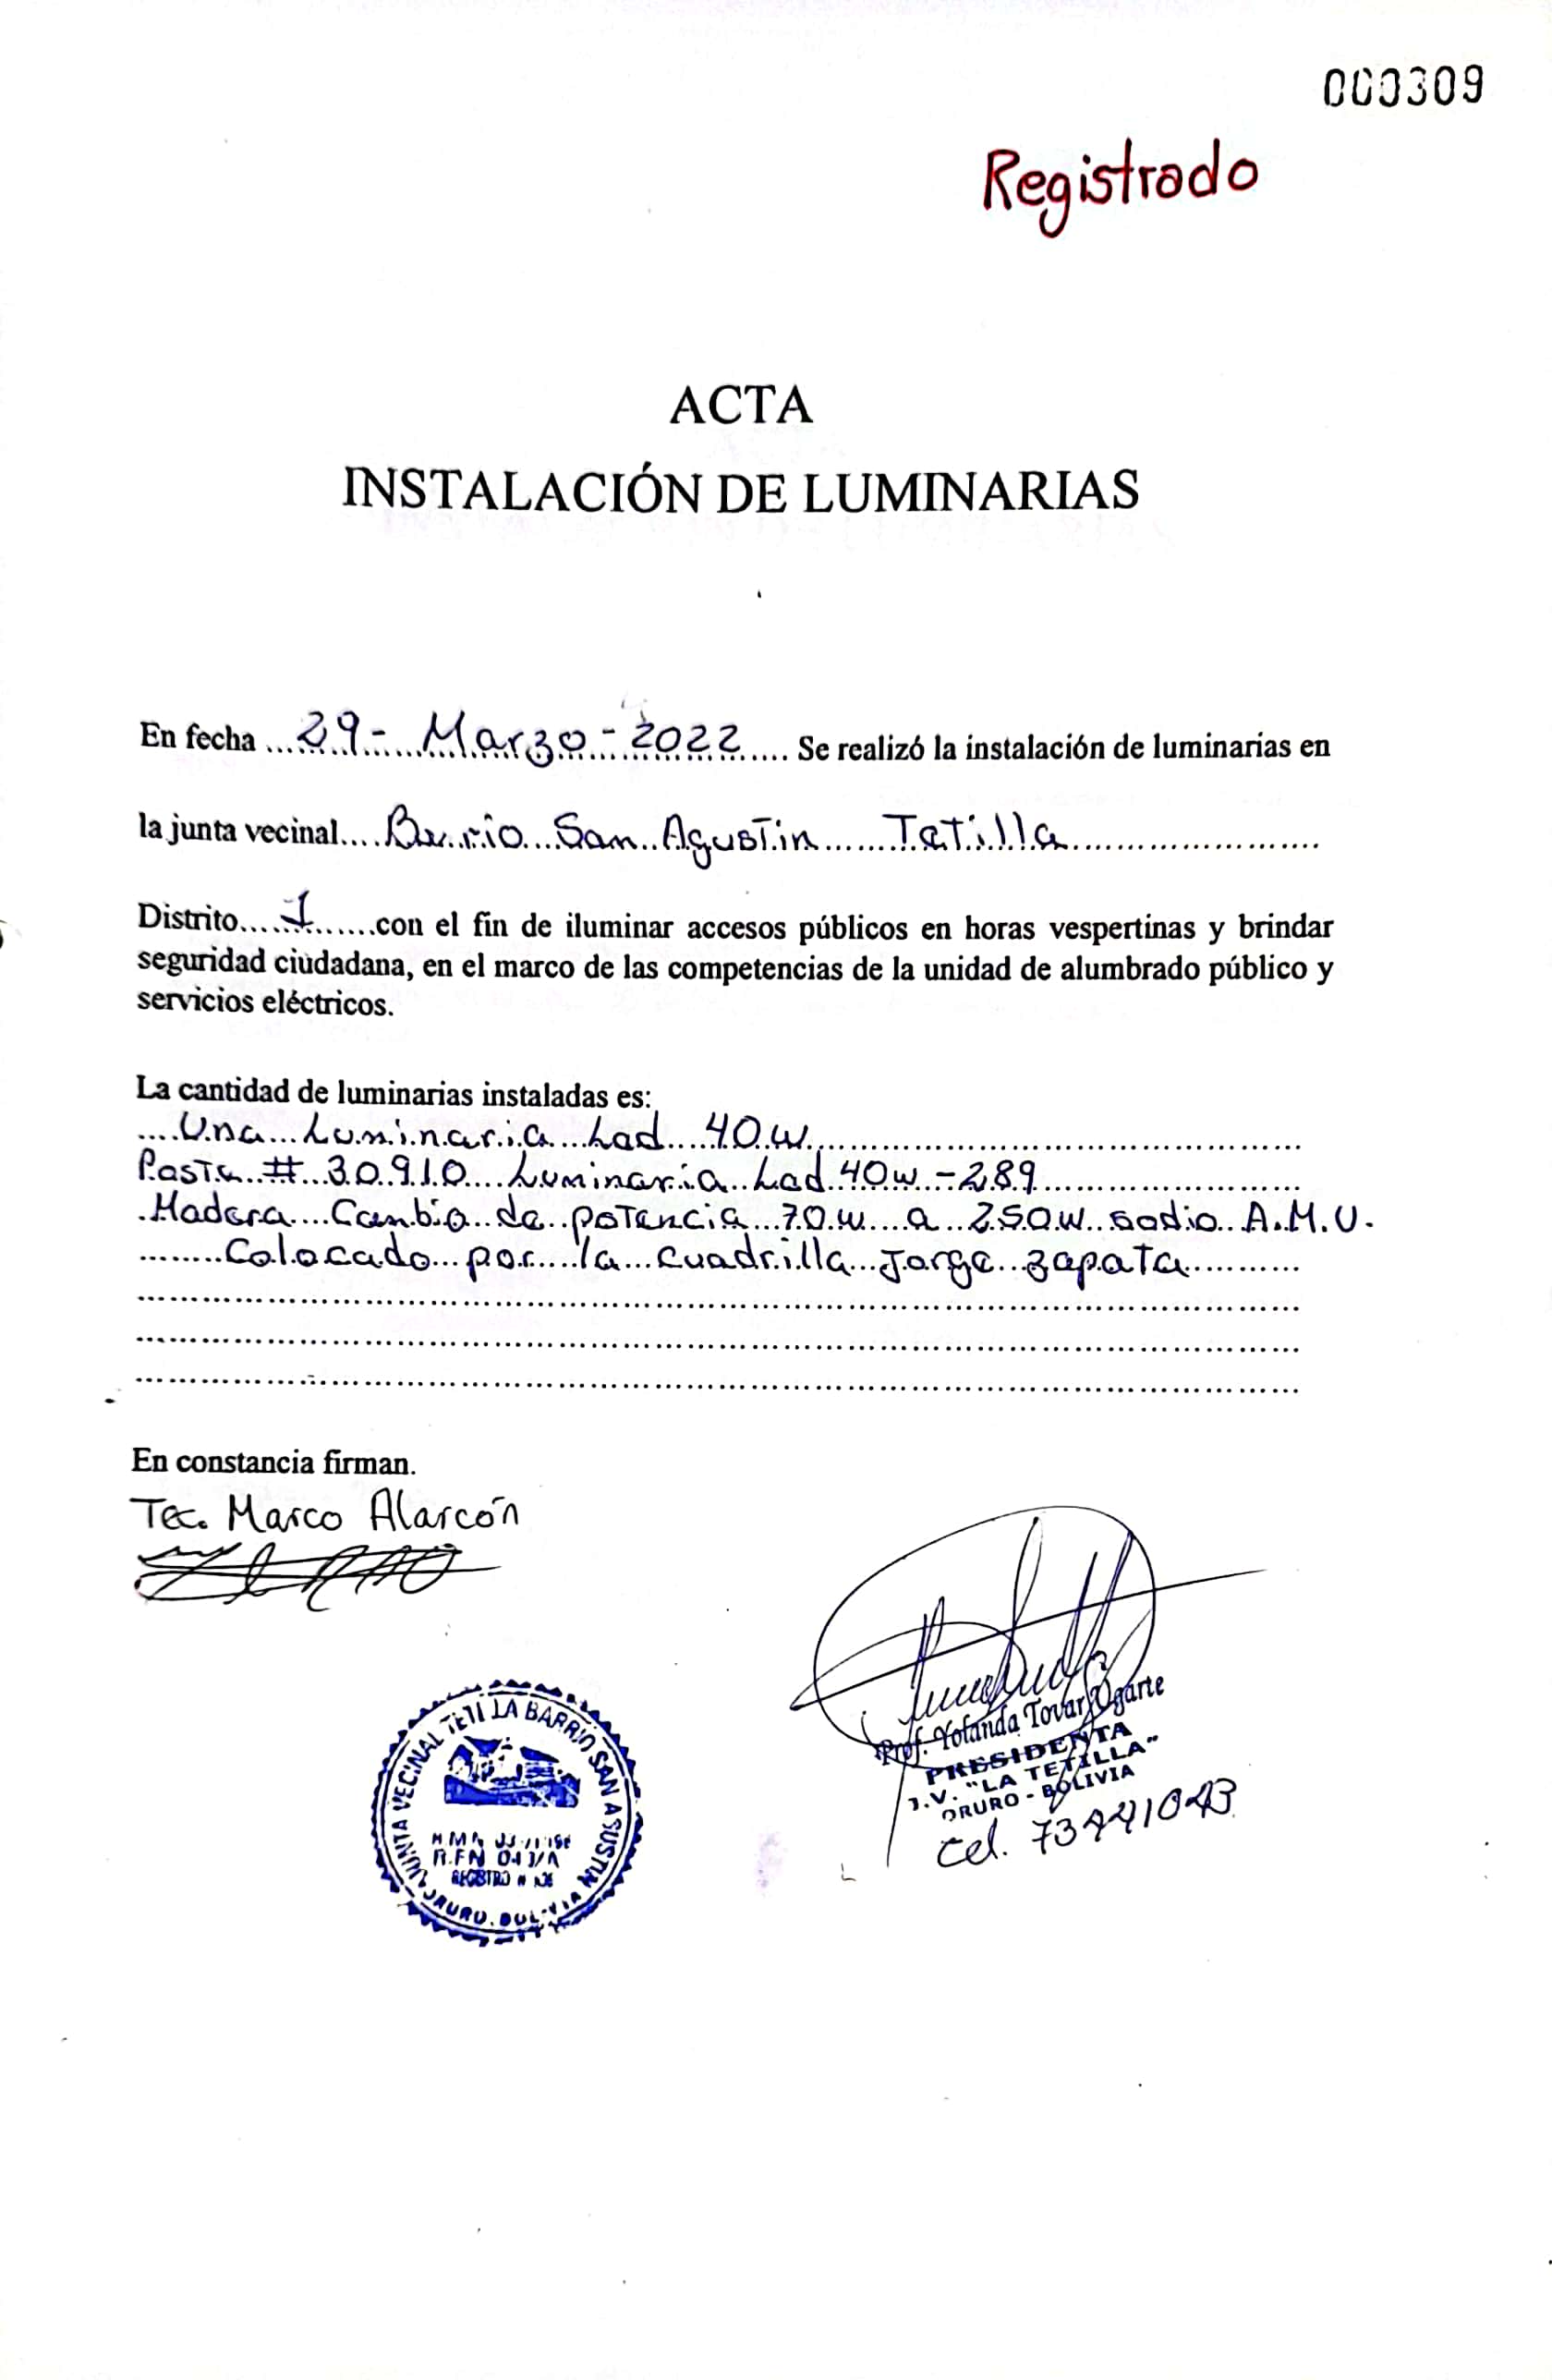 000309
Registrado
ACTA
INSTALACIÓN DE LUMINARIAS
En fecha ... 29 - Marzo - 2022 .... Se realizó la instalación de luminarias en
la junta vecinal.... Barrio San Agustin Tetilla
Distrito.... 1 ......con el fin de iluminar accesos públicos en horas vespertinas y brindar
seguridad ciudadana, en el marco de las competencias de la unidad de alumbrado público y
servicios eléctricos.
La cantidad de luminarias instaladas es:
Una Luminaria Led 40w
Poste # 30910 Luminaria Led 40w - 289
Madera Cambio de potencia 70w a 250w sodio A.M.U.
Colocado por la cuadrilla Jorge Zapata
En constancia firman.
Tec. Marco Alarcón
JUNTA VECINAL TETILLA BARRIO SAN AGUSTIN
ORURO. BOLIVIA
Prof. Yolanda Tovar Ugarte
PRESIDENTA
J.V. "LA TETILLA"
ORURO - BOLIVIA
cel. 73441043